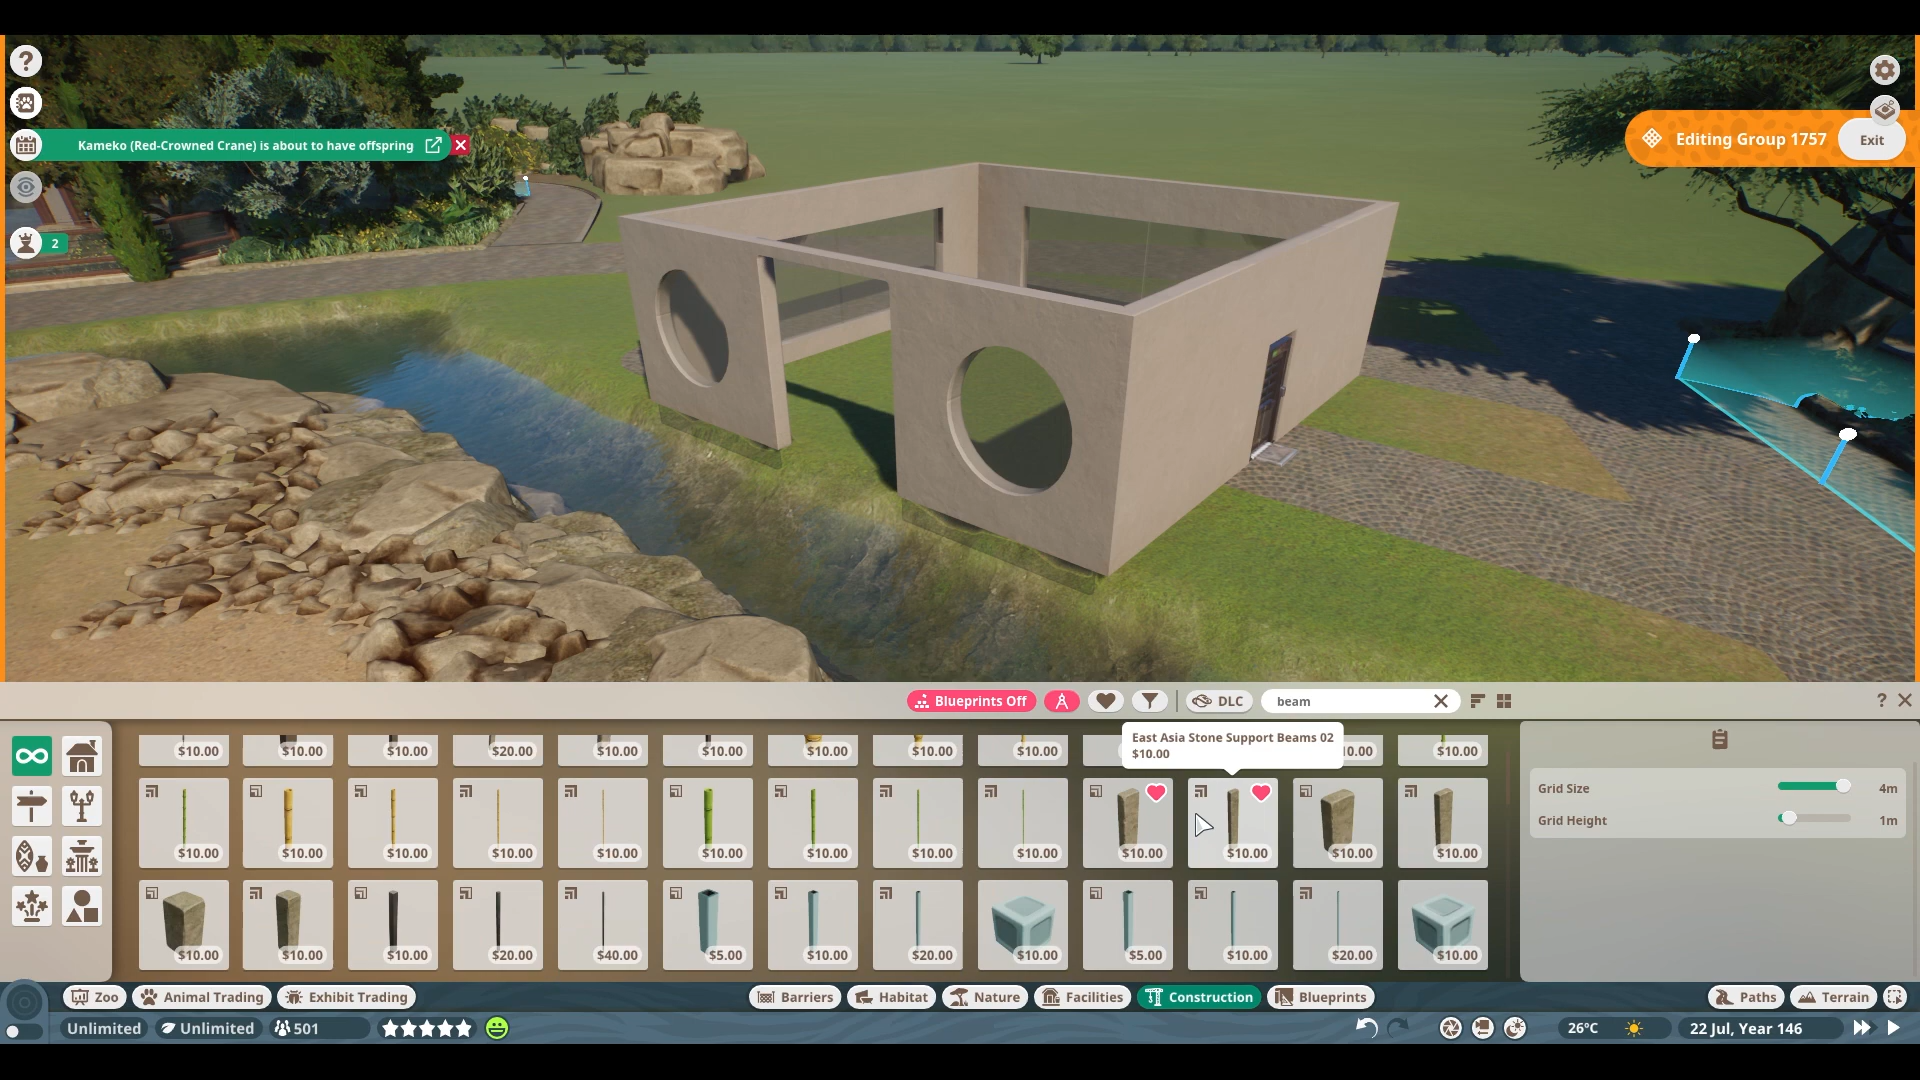 Kameko (Red-Crowned Crane) is about to have offspring
Editing Group 1757
Exit
2
Blueprints Off
DLC
beam
?
East Asia Stone Support Beams 02
$10.00
$10.00 $10.00 $10.00 $20.00 $10.00 $10.00 $10.00 $10.00 $10.00
$10.00 $10.00 $10.00 $10.00 $10.00 $10.00 $10.00 $10.00 $10.00 $10.00 $10.00 $10.00 $10.00
$10.00 $10.00 $10.00 $20.00 $40.00 $5.00 $10.00 $20.00 $10.00 $5.00 $10.00 $20.00 $10.00
Grid Size 4m
Grid Height 1m
Zoo Animal Trading Exhibit Trading Barriers Habitat Nature Facilities Construction Blueprints Paths Terrain
Unlimited Unlimited 501 26°C 22 Jul, Year 146